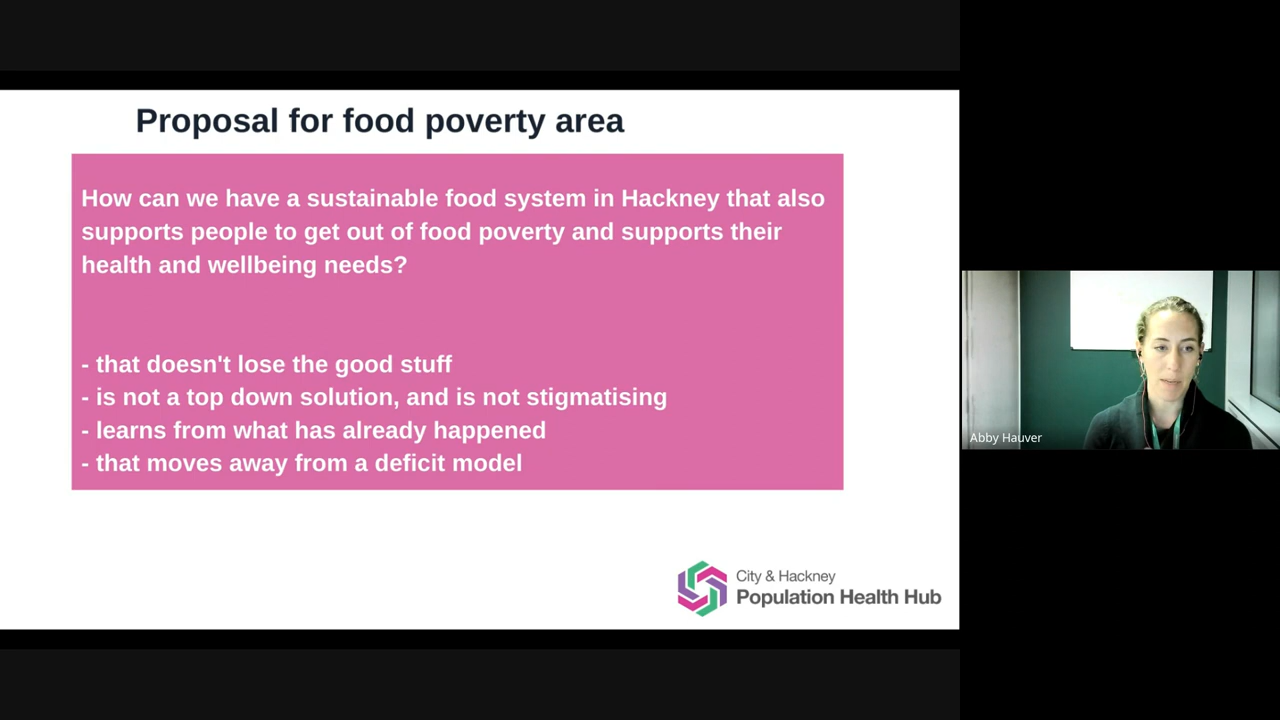 Proposal for food poverty area
How can we have a sustainable food system in Hackney that also
supports people to get out of food poverty and supports their
health and wellbeing needs?
- that doesn't lose the good stuff
- is not a top down solution, and is not stigmatising
- learns from what has already happened
- that moves away from a deficit model
City & Hackney
Population Health Hub
Abby Hauver